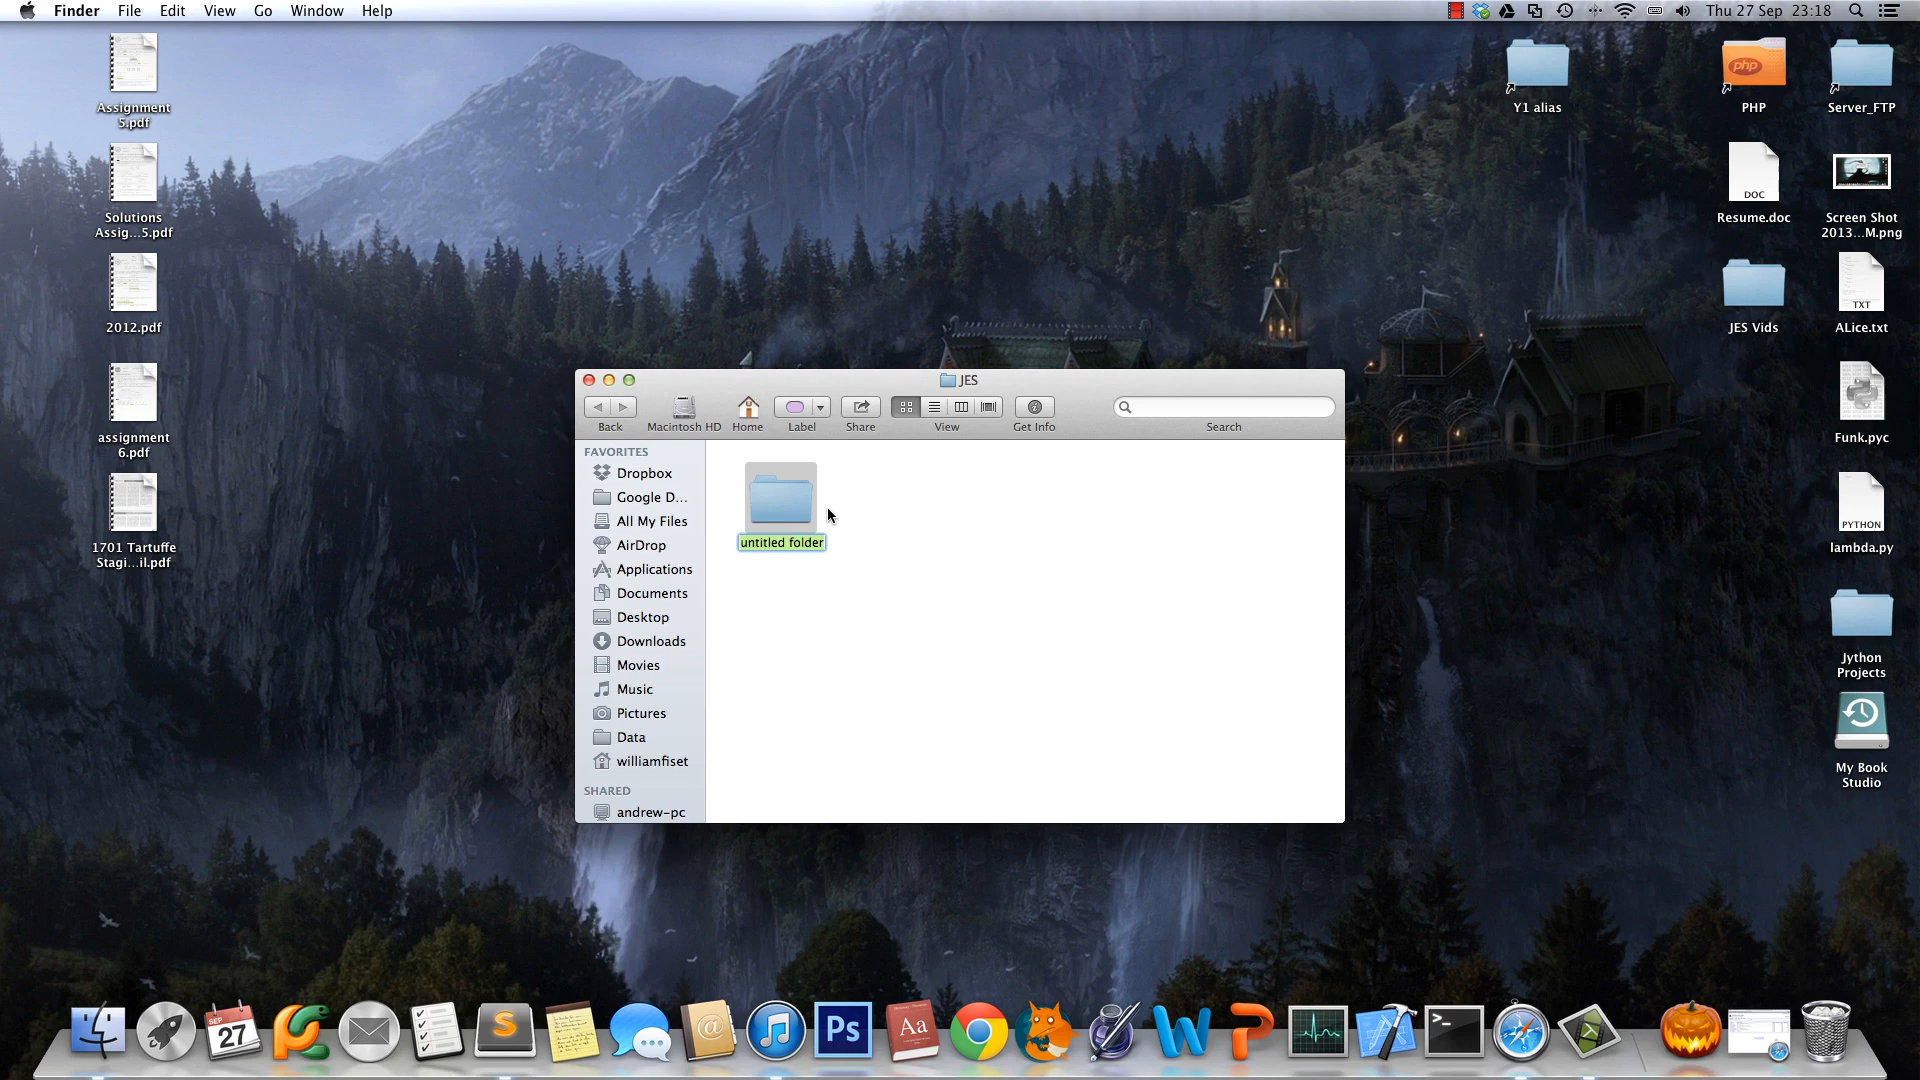 Finder File Edit View Go Window Help
Thu 27 Sep 23:18
Assignment
5.pdf
Solutions
Assig...5.pdf
2012.pdf
assignment
6.pdf
1701 Tartuffe
Stagi...il.pdf
Y1 alias
php
PHP
Server_FTP
DOC
Resume.doc
Screen Shot
2013...M.png
JES Vids
TXT
ALice.txt
Funk.pyc
PYTHON
lambda.py
Jython
Projects
My Book
Studio
JES
Back Macintosh HD Home Label Share View Get Info Search
FAVORITES
Dropbox
Google D...
All My Files
AirDrop
Applications
Documents
Desktop
Downloads
Movies
Music
Pictures
Data
williamfiset
SHARED
andrew-pc
untitled folder
SEP
27
S
@
Ps
Aa
W
P
>_